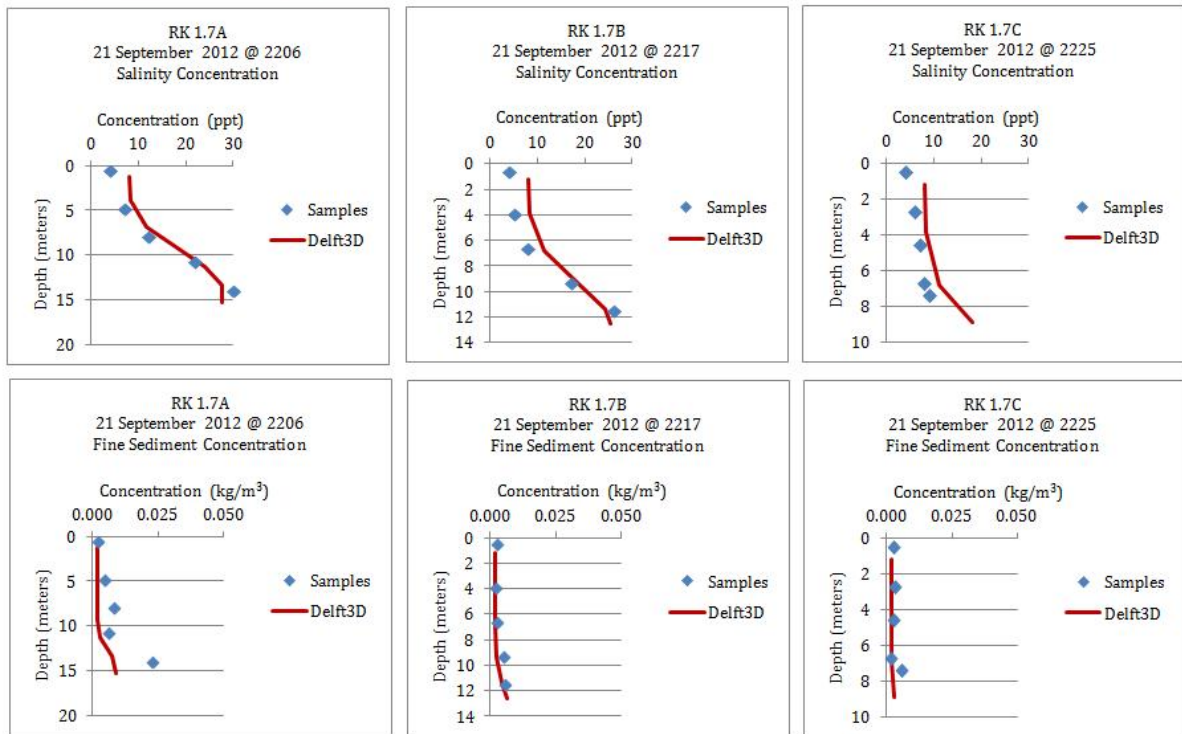 RK 1.7A
21 September 2012 @ 2206
Salinity Concentration
Concentration (ppt)
0 10 20 30
0
5
10
15
20
Depth (meters)
Samples
Delft3D
RK 1.7B
21 September 2012 @ 2217
Salinity Concentration
Concentration (ppt)
0 10 20 30
0
2
4
6
8
10
12
14
Depth (meters)
Samples
Delft3D
RK 1.7C
21 September 2012 @ 2225
Salinity Concentration
Concentration (ppt)
0 10 20 30
0
2
4
6
8
10
Depth (meters)
Samples
Delft3D
RK 1.7A
21 September 2012 @ 2206
Fine Sediment Concentration
Concentration (kg/m³)
0.000 0.025 0.050
0
5
10
15
20
Depth (meters)
Samples
Delft3D
RK 1.7B
21 September 2012 @ 2217
Fine Sediment Concentration
Concentration (kg/m³)
0.000 0.025 0.050
0
2
4
6
8
10
12
14
Depth (meters)
Samples
Delft3D
RK 1.7C
21 September 2012 @ 2225
Fine Sediment Concentration
Concentration (kg/m³)
0.000 0.025 0.050
0
2
4
6
8
10
Depth (meters)
Samples
Delft3D